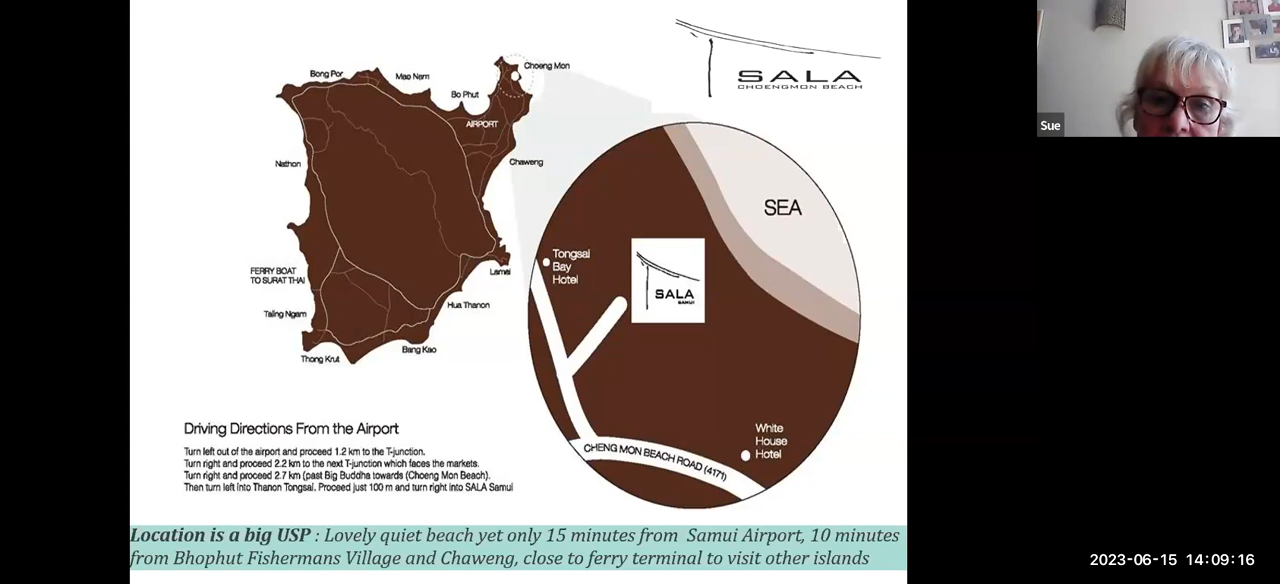 SALA
CHOENGMON BEACH
Sue
Choeng Mon
Bong Por
Mae Nam
Bo Phut
AIRPORT
Nathon
Chaweng
SEA
Tongsai
Bay
Hotel
SALA
SAMUI
FERRY BOAT
TO SURAT THAI
Lamai
Hua Thanon
Taling Ngam
Bang Kao
Thong Krut
White
House
Hotel
CHENG MON BEACH ROAD (4171)
Driving Directions From the Airport
Turn left out of the airport and proceed 1.2 km to the T-junction.
Turn right and proceed 2.2 km to the next T-junction which faces the markets.
Turn right and proceed 2.7 km (past Big Buddha towards (Choeng Mon Beach).
Then turn left into Thanon Tongsai. Proceed just 100 m and turn right into SALA Samui
Location is a big USP : Lovely quiet beach yet only 15 minutes from Samui Airport, 10 minutes
from Bhophut Fishermans Village and Chaweng, close to ferry terminal to visit other islands
2023-06-15 14:09:16